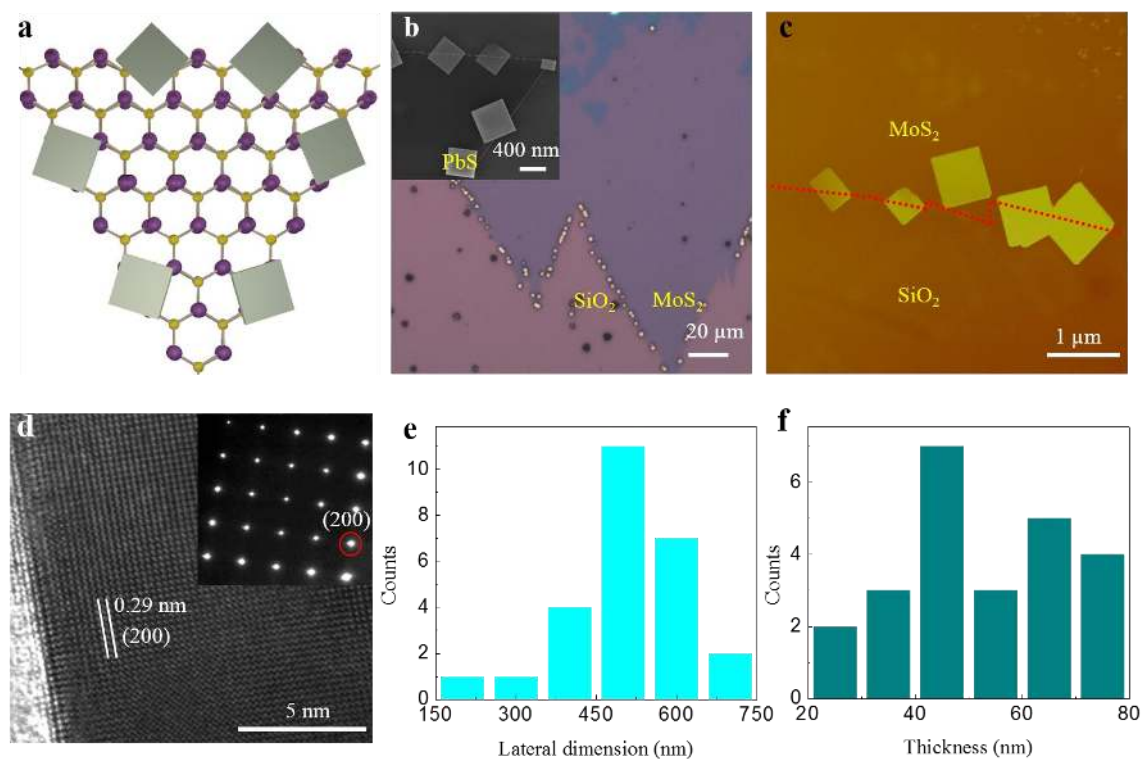 a
b
PbS
400 nm
SiO2
MoS2
20 µm
c
MoS2
SiO2
1 µm
d
(200)
0.29 nm
(200)
5 nm
e
10
8
6
4
2
0
Counts
150 300 450 600 750
Lateral dimension (nm)
f
6
4
2
0
Counts
20 40 60 80
Thickness (nm)